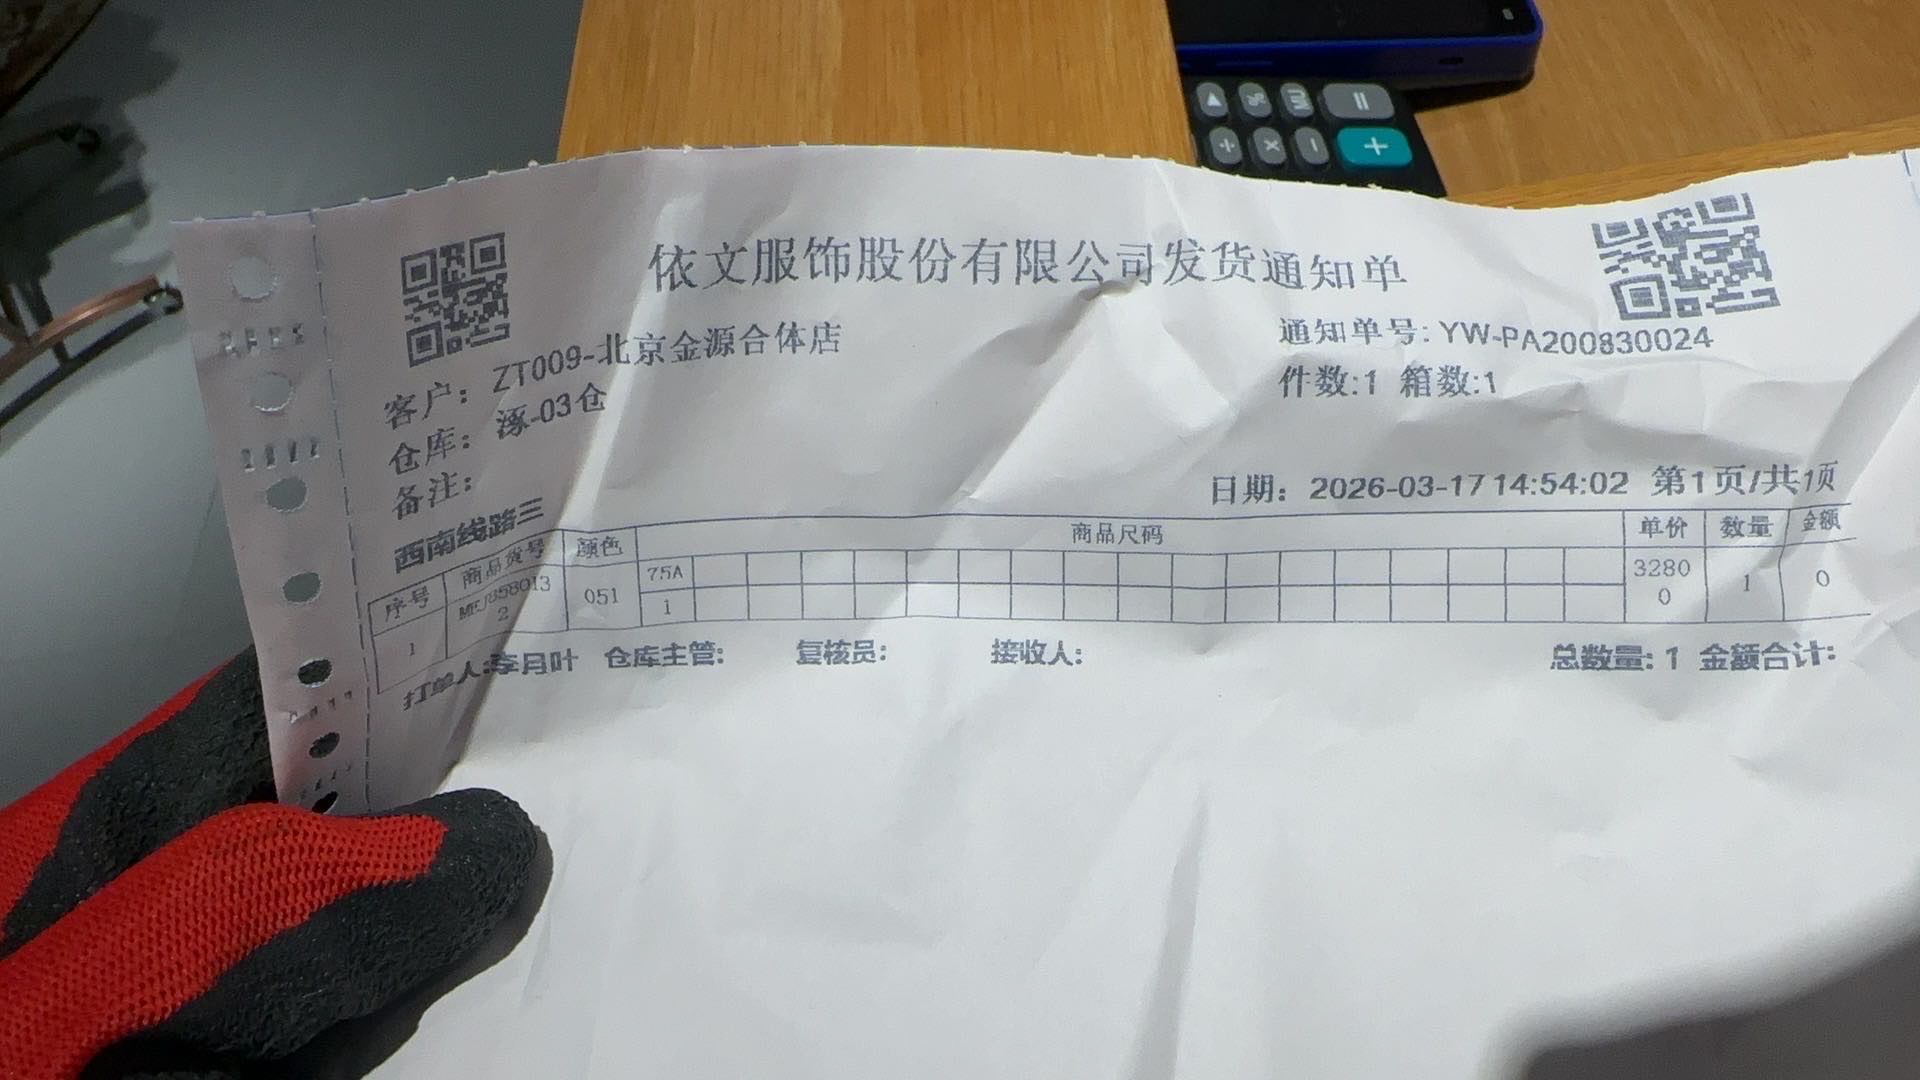 依文服饰股份有限公司发货通知单
客户: ZT009-北京金源合体店
通知单号: YW-PA200830024
仓库: 涿-03仓
件数:1 箱数:1
备注:
日期: 2026-03-17 14:54:02 第1页/共1页
西南线路三
序号 商品货号 颜色 商品尺码 单价 数量 金额
1 051 75A 3280 1 0
2 1 0
打单人:李月叶 仓库主管: 复核员: 接收人: 总数量: 1 金额合计: